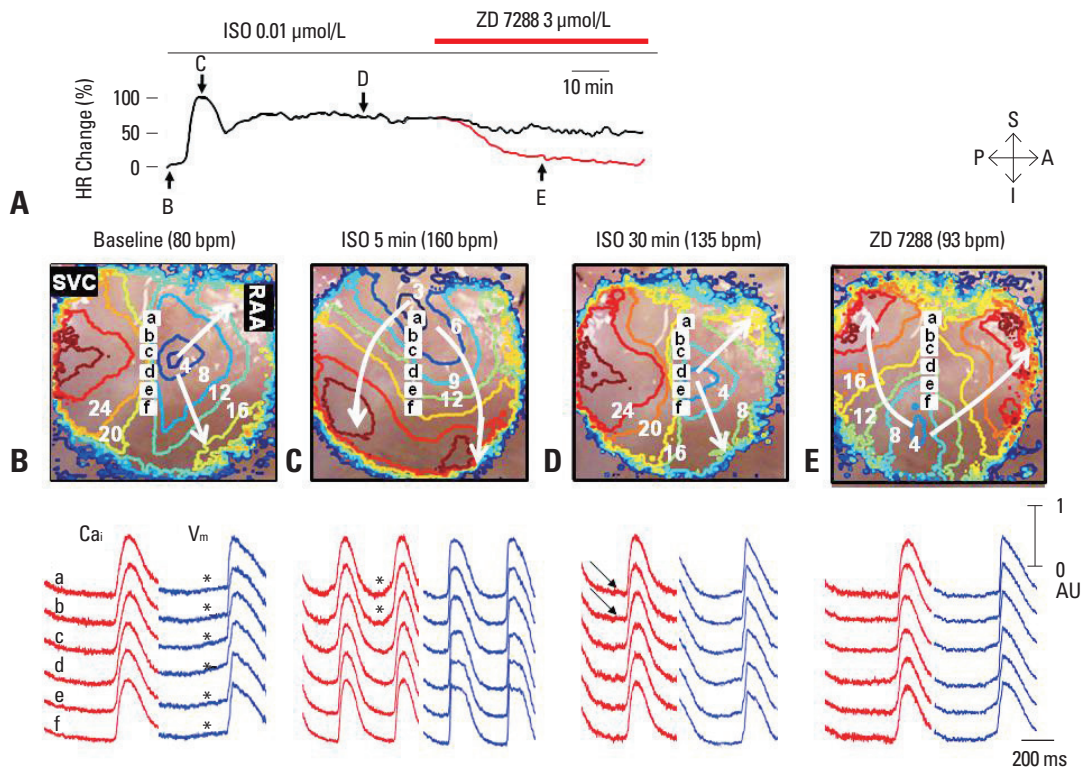 ISO 0.01 µmol/L
ZD 7288 3 µmol/L
C
D
10 min
HR Change (%)
100
50
0
B
E
S
P A
I
A
Baseline (80 bpm)
ISO 5 min (160 bpm)
ISO 30 min (135 bpm)
ZD 7288 (93 bpm)
SVC
RAA
a
b
c
d
e
f
4
8
12
16
24
20
B
3
a
b
c
d
e
f
6
9
12
C
a
b
c
d
e
f
4
8
24
20
16
D
a
b
c
d
e
f
16
12
8
4
E
Cai
Vm
a *
b *
c *
d *
e *
f *
*
*
1
0
AU
200 ms